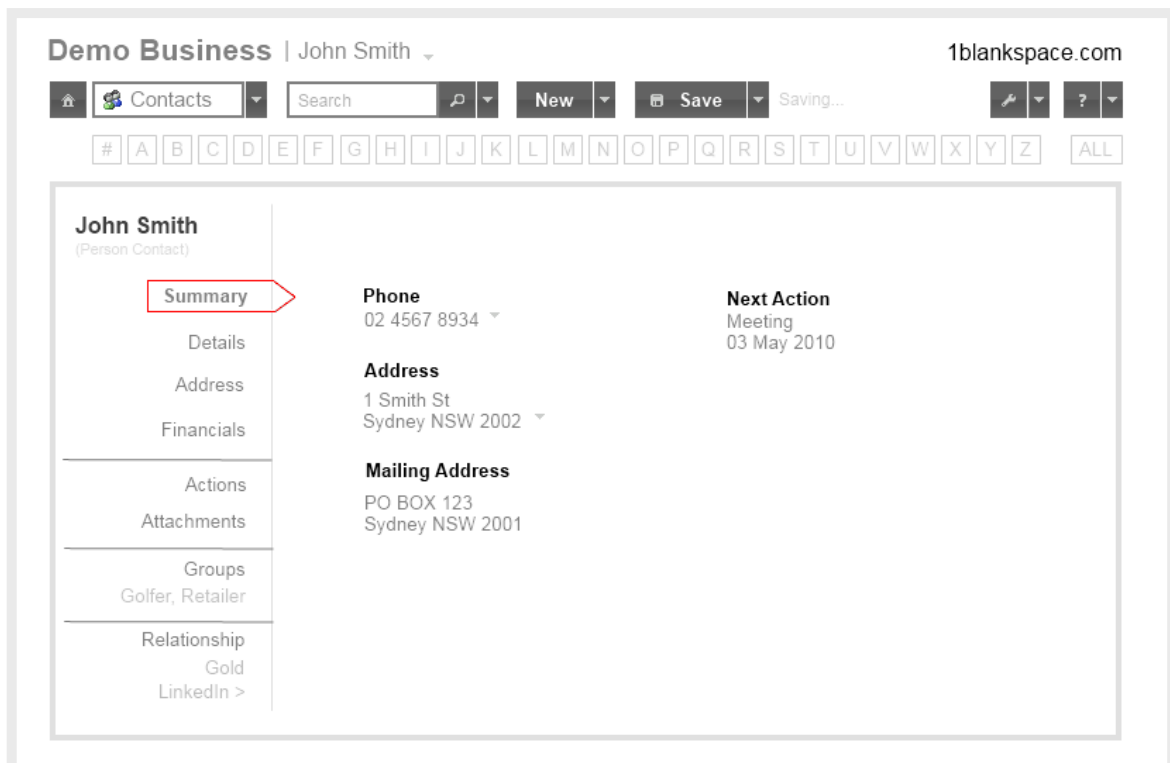 Demo Business | John Smith
1blankspace.com
Contacts Search New Save Saving... ?
# A B C D E F G H I J K L M N O P Q R S T U V W X Y Z ALL
John Smith
(Person Contact)
Summary
Details
Address
Financials
Actions
Attachments
Groups
Golfer, Retailer
Relationship
Gold
LinkedIn >
Phone
02 4567 8934
Address
1 Smith St
Sydney NSW 2002
Mailing Address
PO BOX 123
Sydney NSW 2001
Next Action
Meeting
03 May 2010